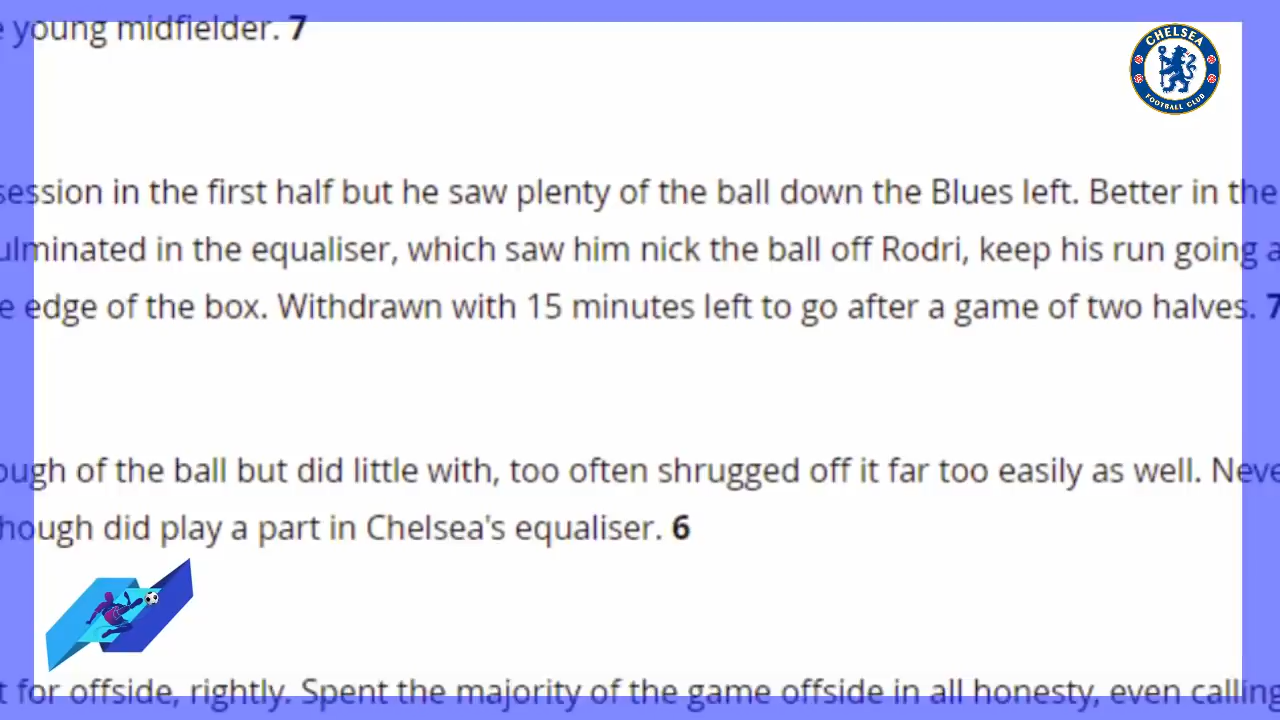 young midfielder. 7
CHELSEA
FOOTBALL CLUB
session in the first half but he saw plenty of the ball down the Blues left. Better in the
ulminated in the equaliser, which saw him nick the ball off Rodri, keep his run going a
e edge of the box. Withdrawn with 15 minutes left to go after a game of two halves. 7
ough of the ball but did little with, too often shrugged off it far too easily as well. Neve
hough did play a part in Chelsea's equaliser. 6
t for offside, rightly. Spent the majority of the game offside in all honesty, even calling